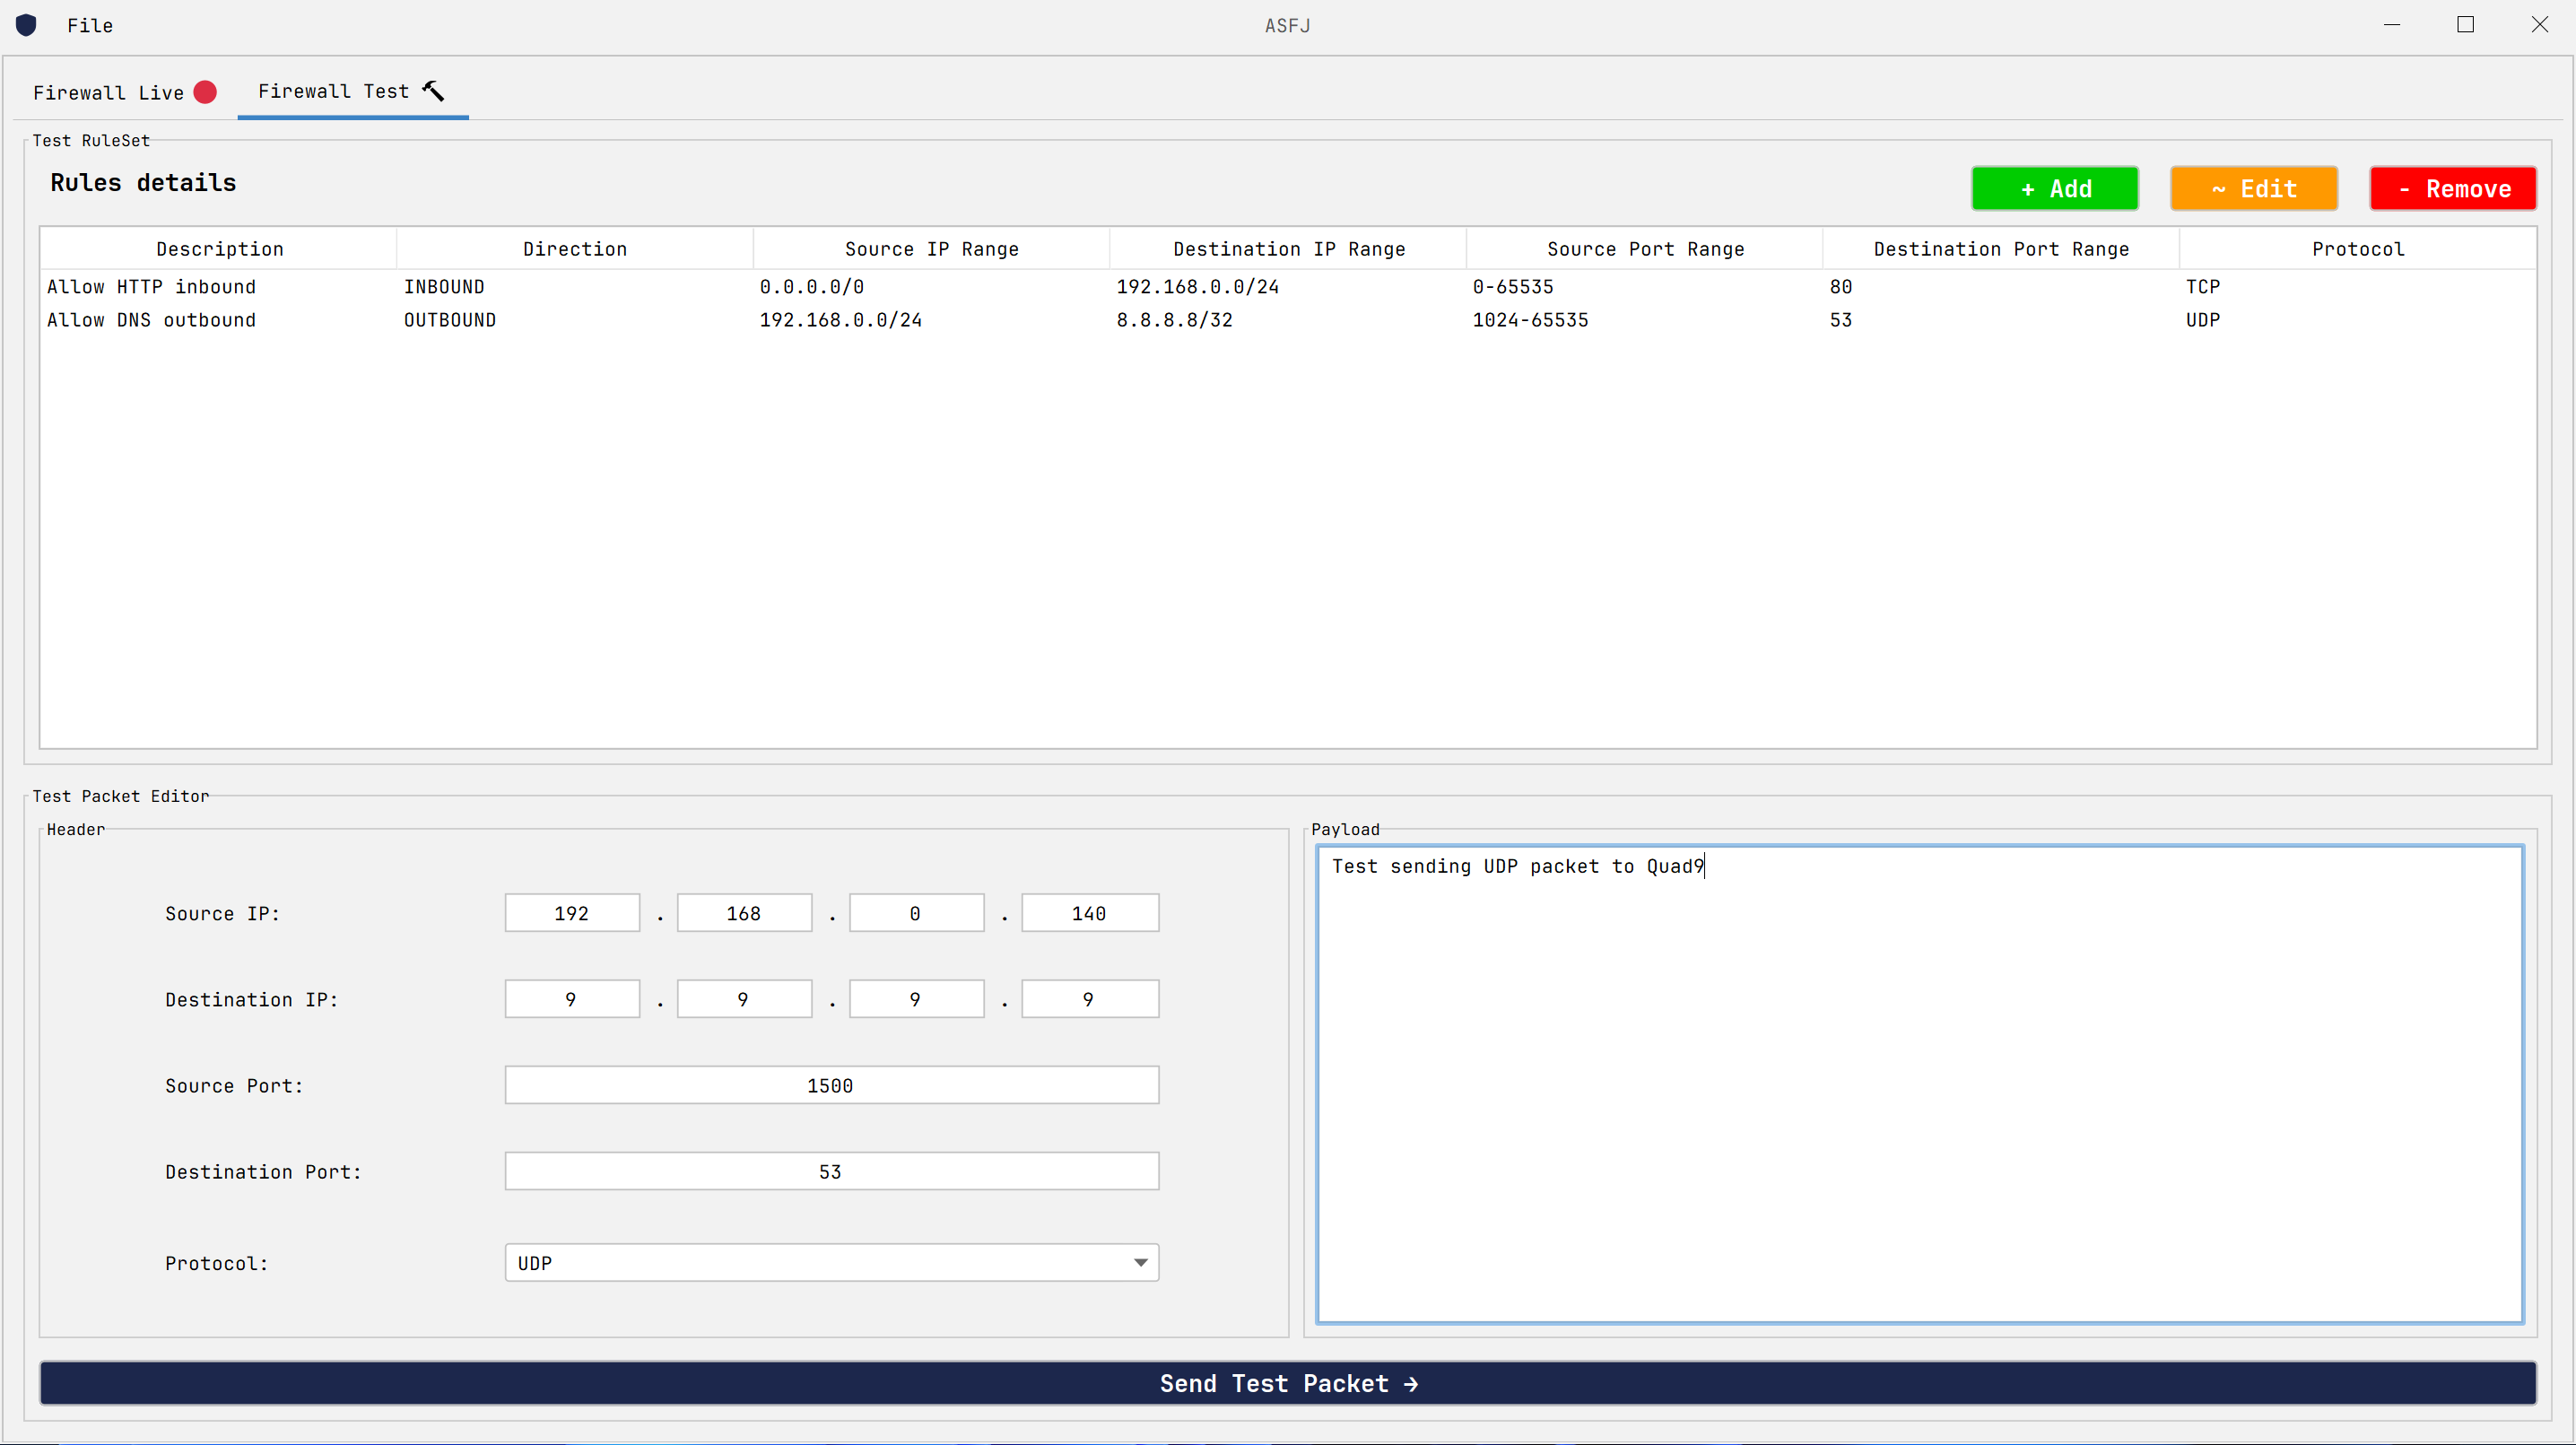 File ASFJ
Firewall Live Firewall Test
Test RuleSet
Rules details + Add ~ Edit - Remove
Description Direction Source IP Range Destination IP Range Source Port Range Destination Port Range Protocol
Allow HTTP inbound INBOUND 0.0.0.0/0 192.168.0.0/24 0-65535 80 TCP
Allow DNS outbound OUTBOUND 192.168.0.0/24 8.8.8.8/32 1024-65535 53 UDP
Test Packet Editor
Header
Source IP: 192 . 168 . 0 . 140
Destination IP: 9 . 9 . 9 . 9
Source Port: 1500
Destination Port: 53
Protocol: UDP
Payload
Test sending UDP packet to Quad9
Send Test Packet →